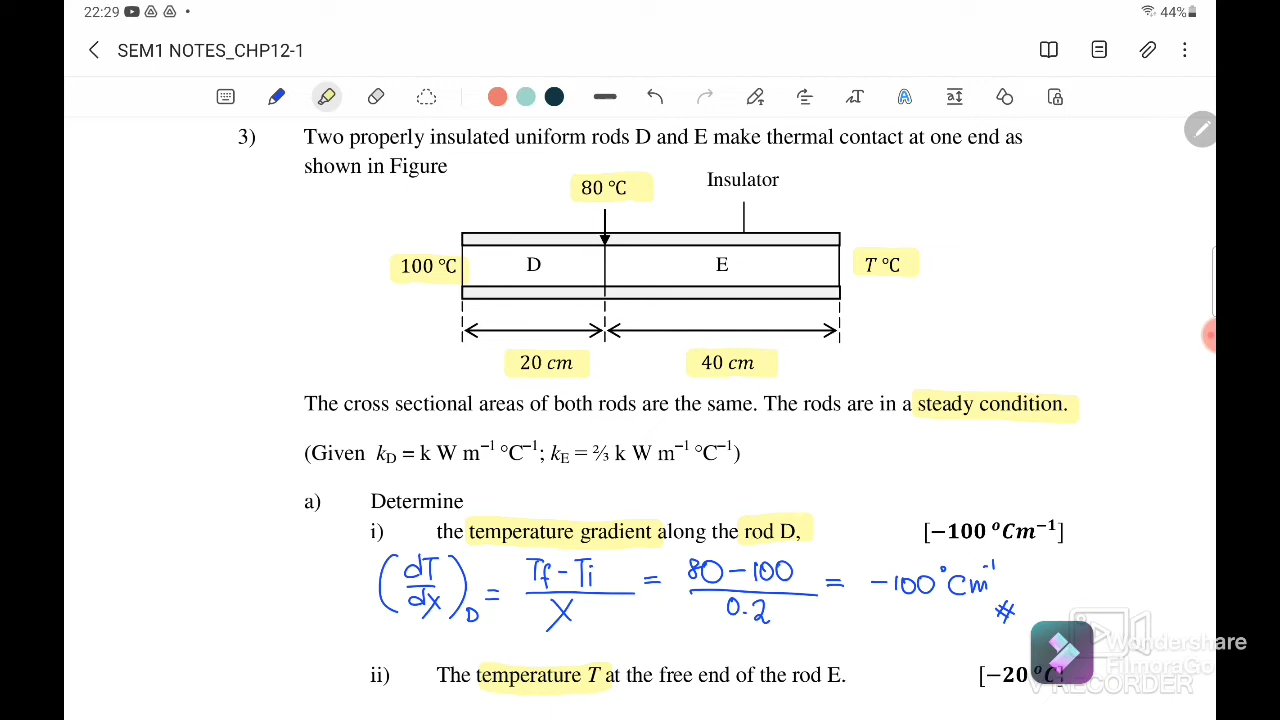 22:29
44%
SEM1 NOTES_CHP12-1
3) Two properly insulated uniform rods D and E make thermal contact at one end as
shown in Figure
80 °C
Insulator
100 °C
D
E
T °C
20 cm
40 cm
The cross sectional areas of both rods are the same. The rods are in a steady condition.
(Given k_D = k W m⁻¹ °C⁻¹; k_E = ⅔ k W m⁻¹ °C⁻¹)
a) Determine
i) the temperature gradient along the rod D, [−100 °Cm⁻¹]
(dT/dx)_D = (Tf − Ti)/X = (80 − 100)/0.2 = −100°Cm⁻¹ #
ii) The temperature T at the free end of the rod E. [−20 °C]
Wondershare
FilmoraGo
RECORDER